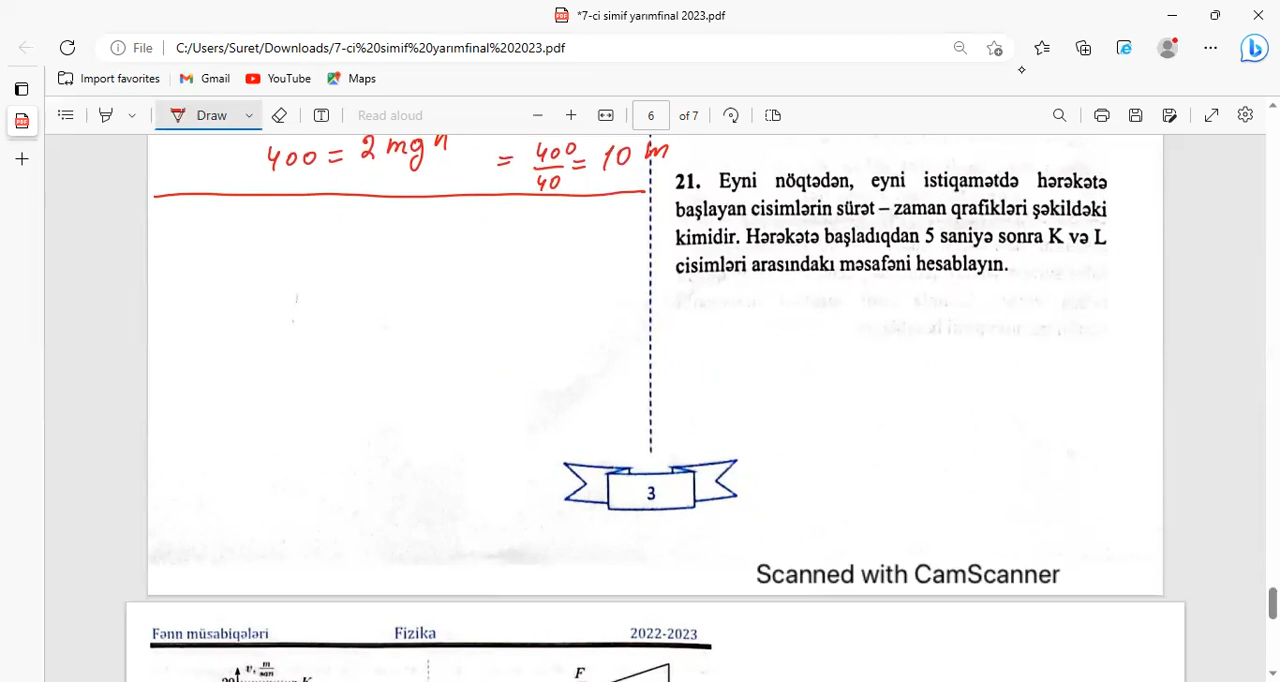 *7-ci simif yarımfinal 2023.pdf
File
C:/Users/Suret/Downloads/7-ci%20simif%20yarımfinal%202023.pdf
Import favorites
Gmail
YouTube
Maps
Draw
Read aloud
6
of 7
400 = 2 mgh
= 400/40 = 10 m
21. Eyni nöqtədən, eyni istiqamətdə hərəkətə
başlayan cisimlərin sürət – zaman qrafikləri şəkildəki
kimidir. Hərəkətə başladıqdan 5 saniyə sonra K və L
cisimləri arasındakı məsafəni hesablayın.
3
Scanned with CamScanner
Fənn müsabiqələri
Fizika
2022-2023
v, m/san
K
F